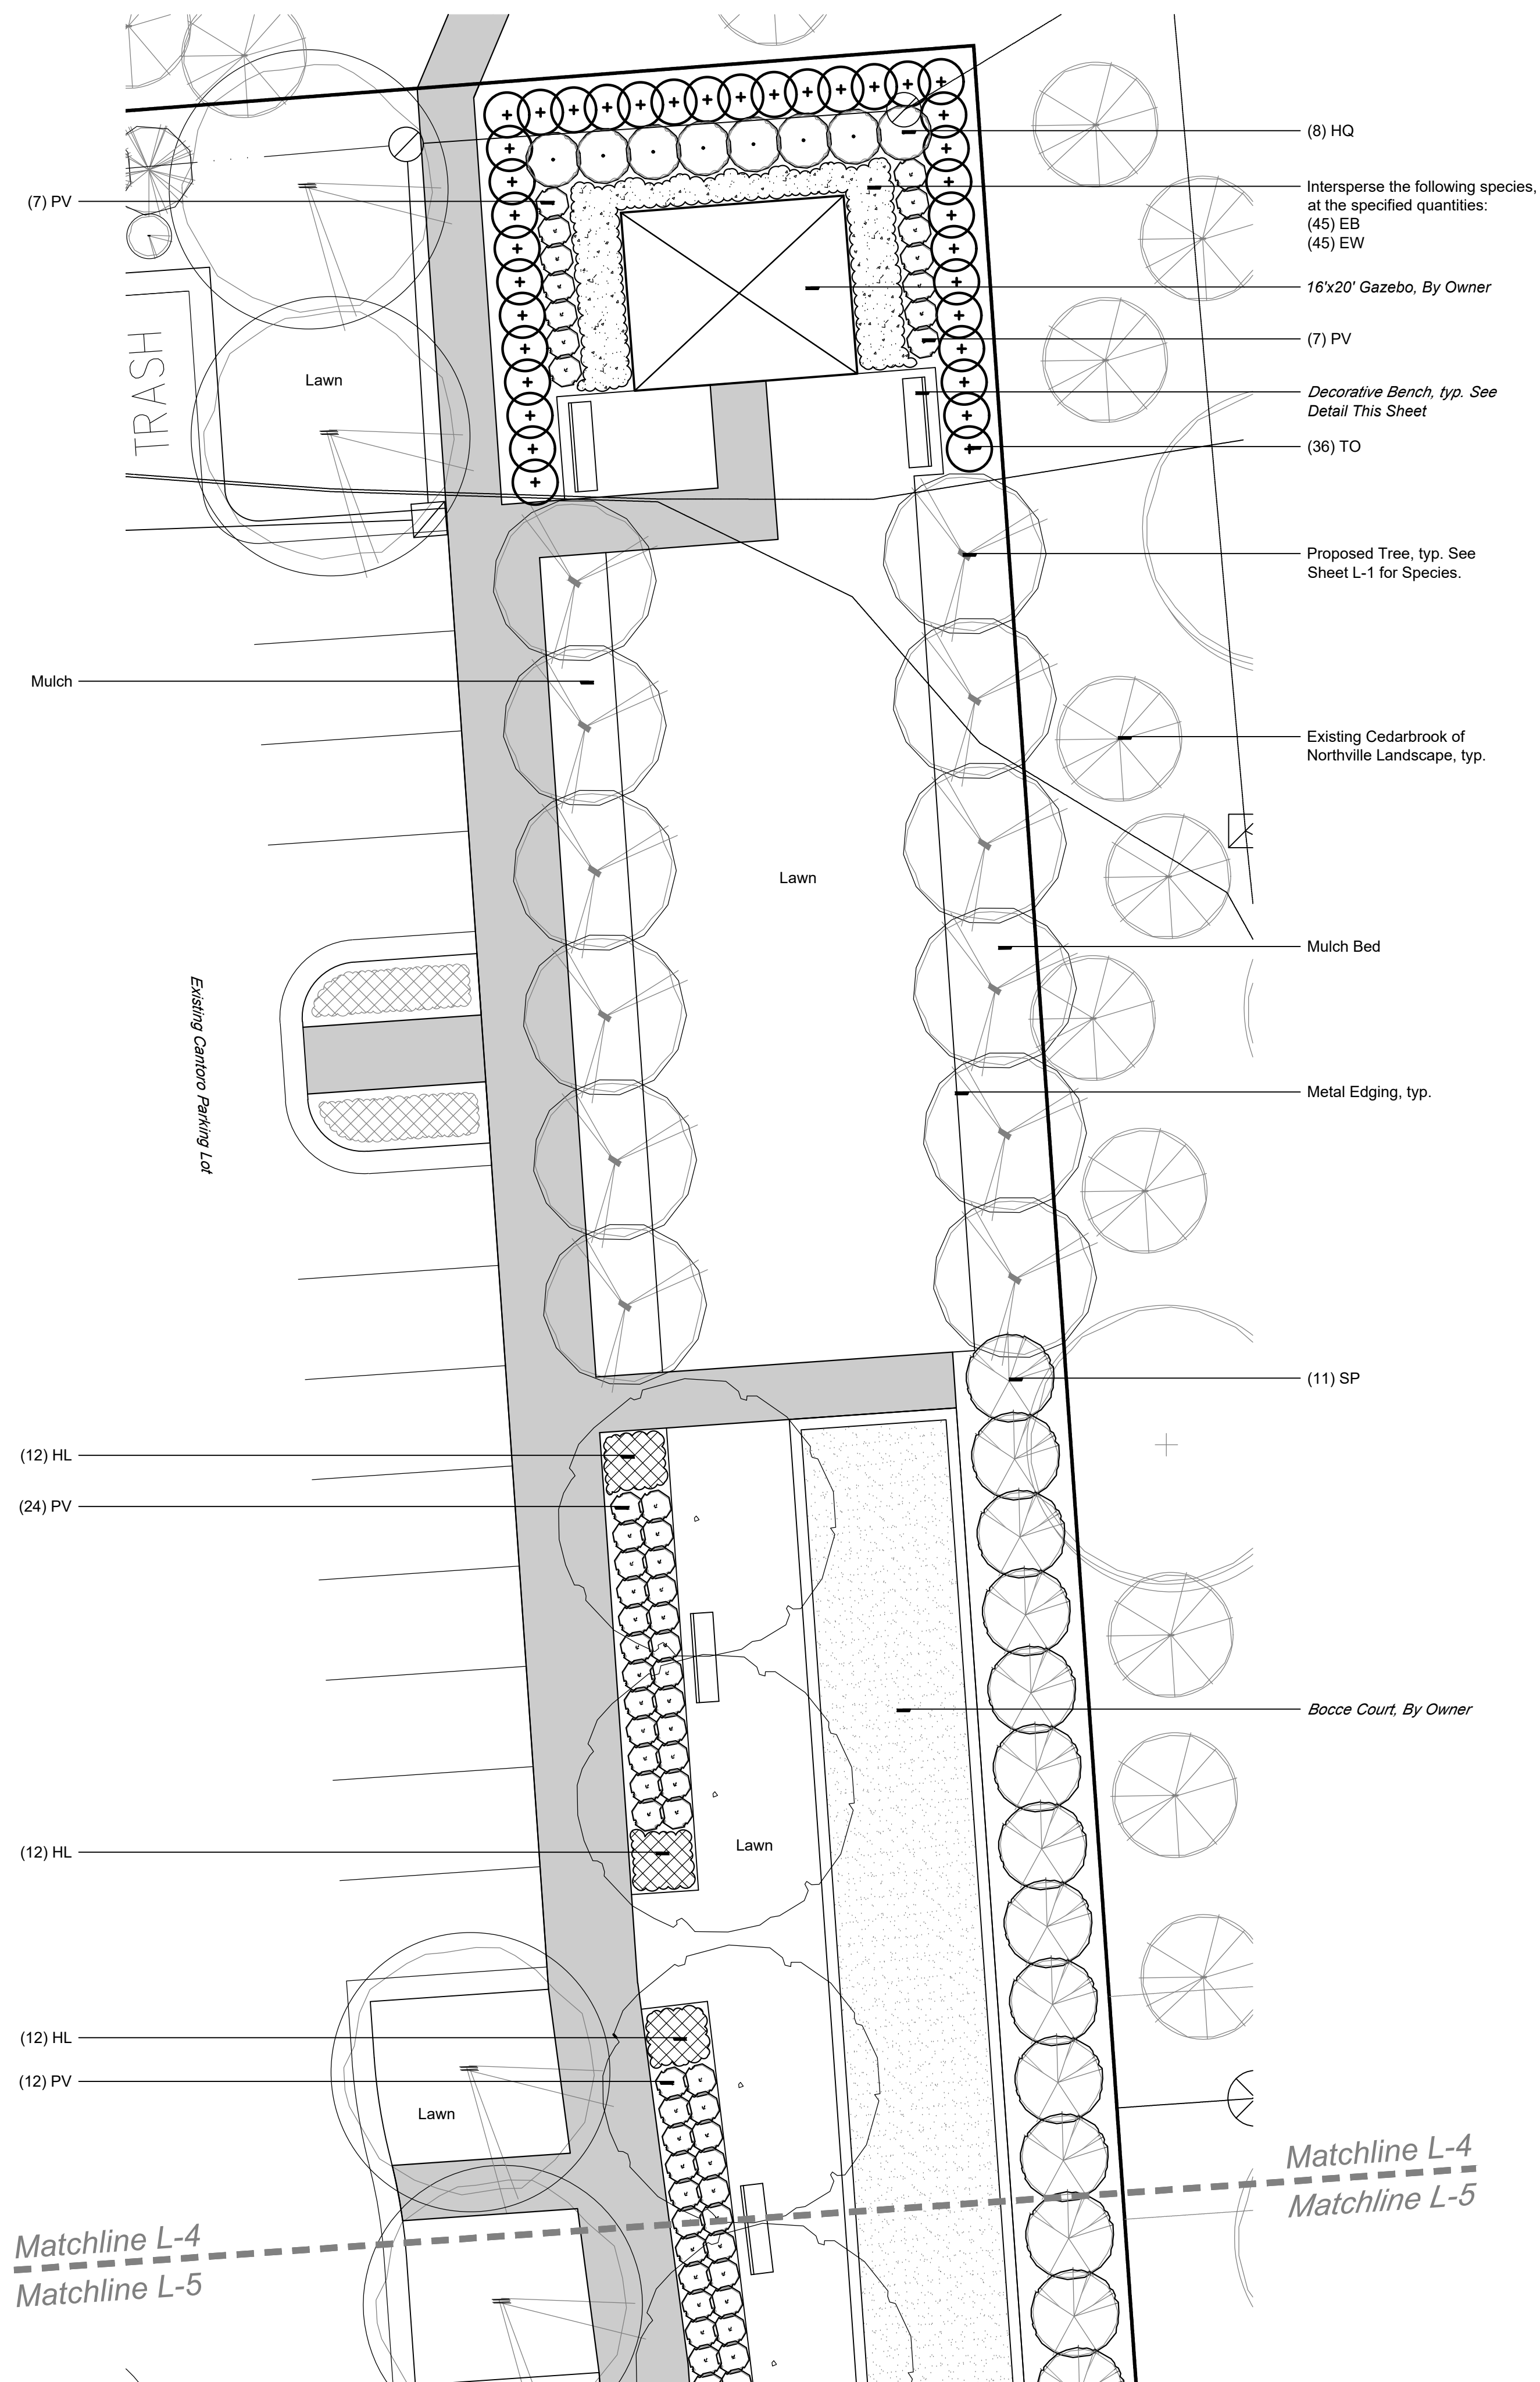 (8) HQ
Intersperse the following species,
at the specified quantities:
(45) EB
(45) EW
(7) PV
16'x20' Gazebo, By Owner
(7) PV
TRASH
Lawn
Decorative Bench, typ. See
Detail This Sheet
(36) TO
Proposed Tree, typ. See
Sheet L-1 for Species.
Mulch
Existing Cedarbrook of
Northville Landscape, typ.
Lawn
Mulch Bed
Existing Cantoro Parking Lot
Metal Edging, typ.
(11) SP
(12) HL
(24) PV
Bocce Court, By Owner
Lawn
(12) HL
(12) HL
(12) PV
Lawn
Matchline L-4
Matchline L-5
Matchline L-4
Matchline L-5